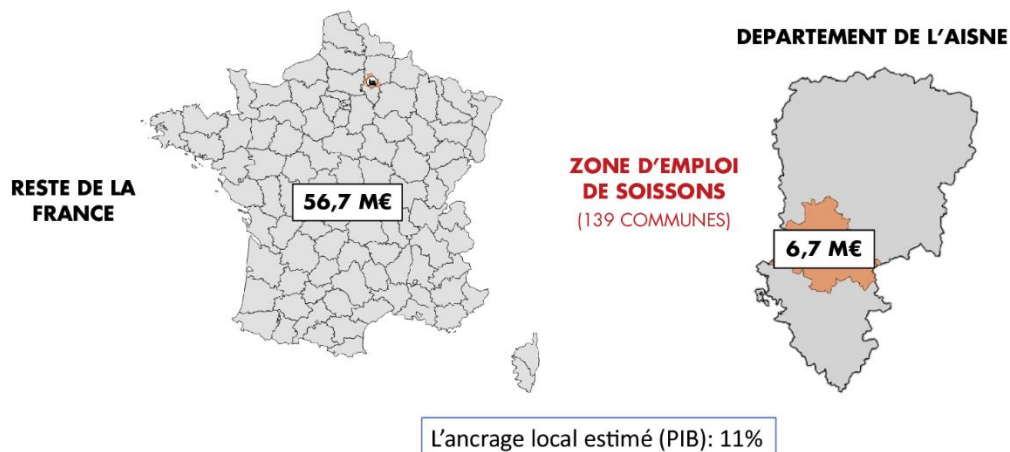 DEPARTEMENT DE L’AISNE
RESTE DE LA
FRANCE
56,7 M€
ZONE D’EMPLOI
DE SOISSONS
(139 COMMUNES)
6,7 M€
L’ancrage local estimé (PIB): 11%